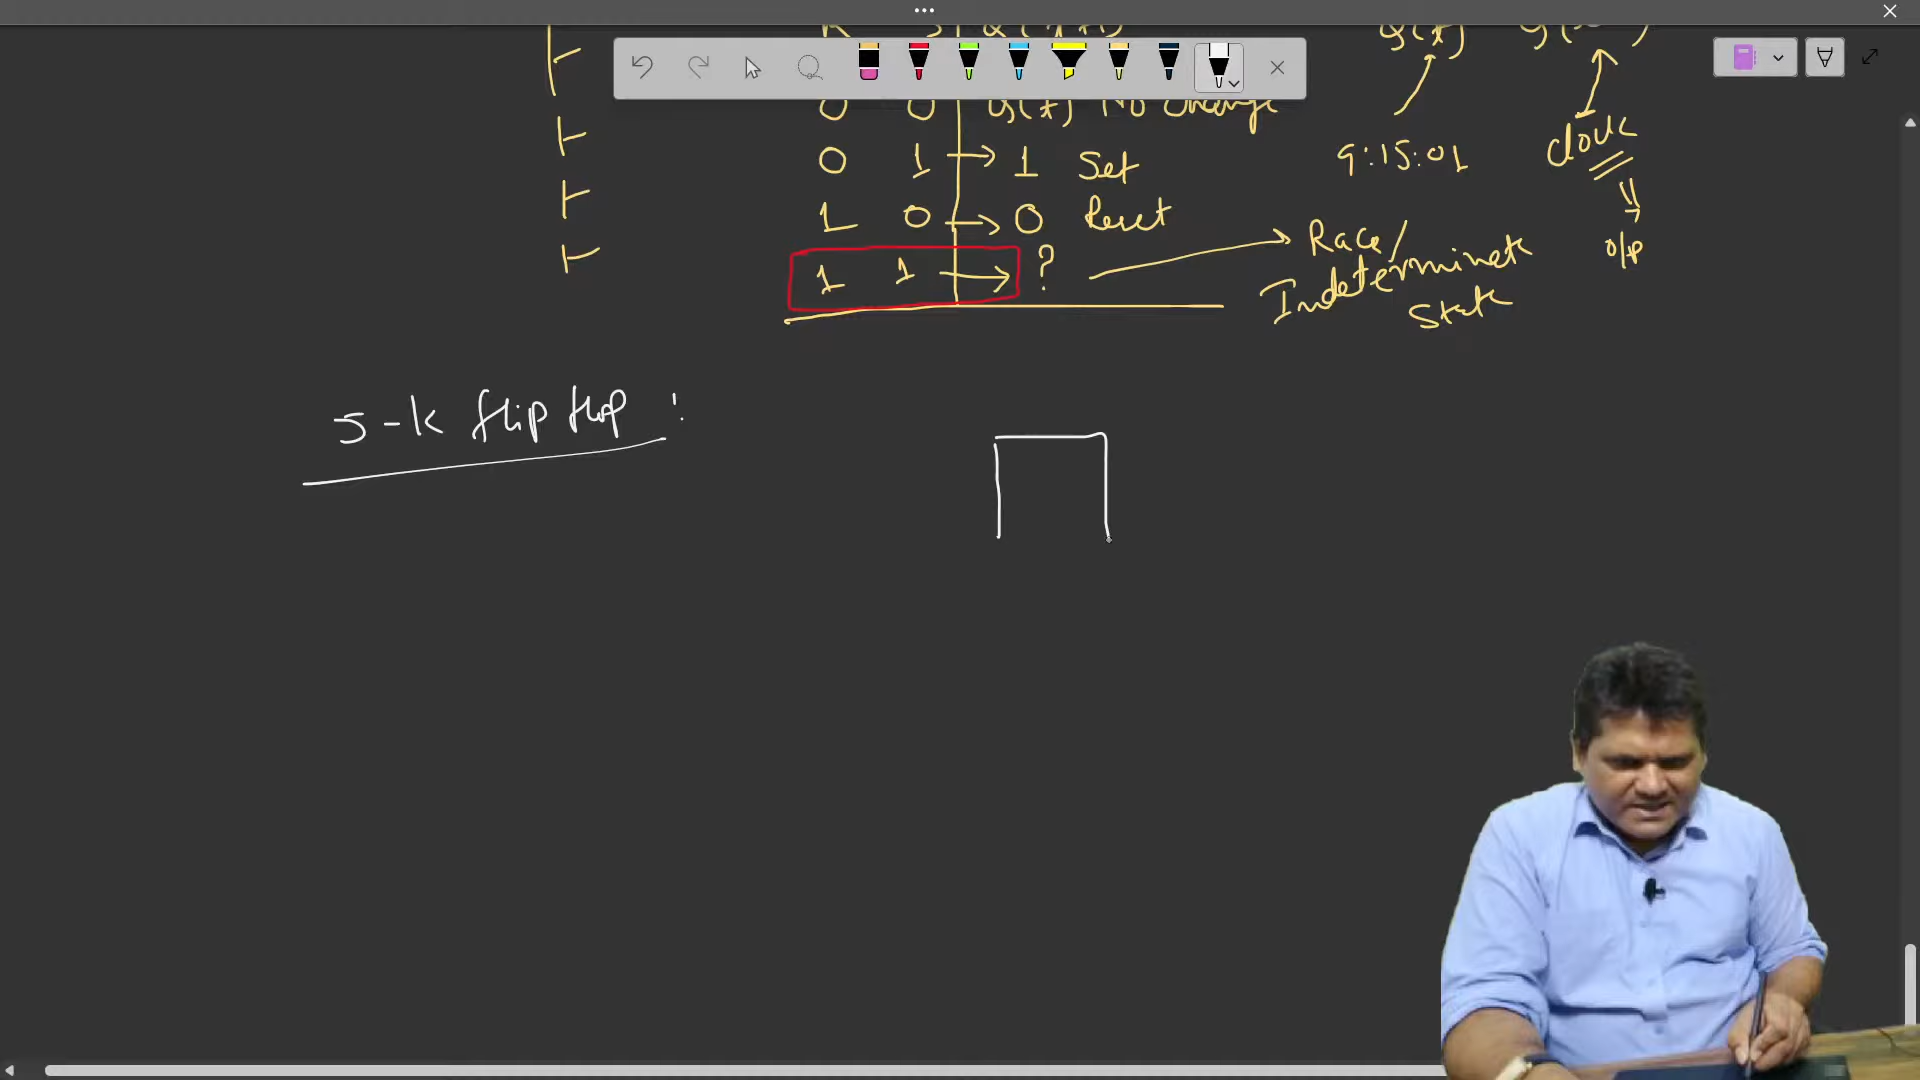 0 0 Q(t) No Change
0 1 → 1 Set
1 0 → 0 Reset
1 1 → ?
Race/
Indeterminate
State
9:15:01
clock
o/p
J-K flip flop :